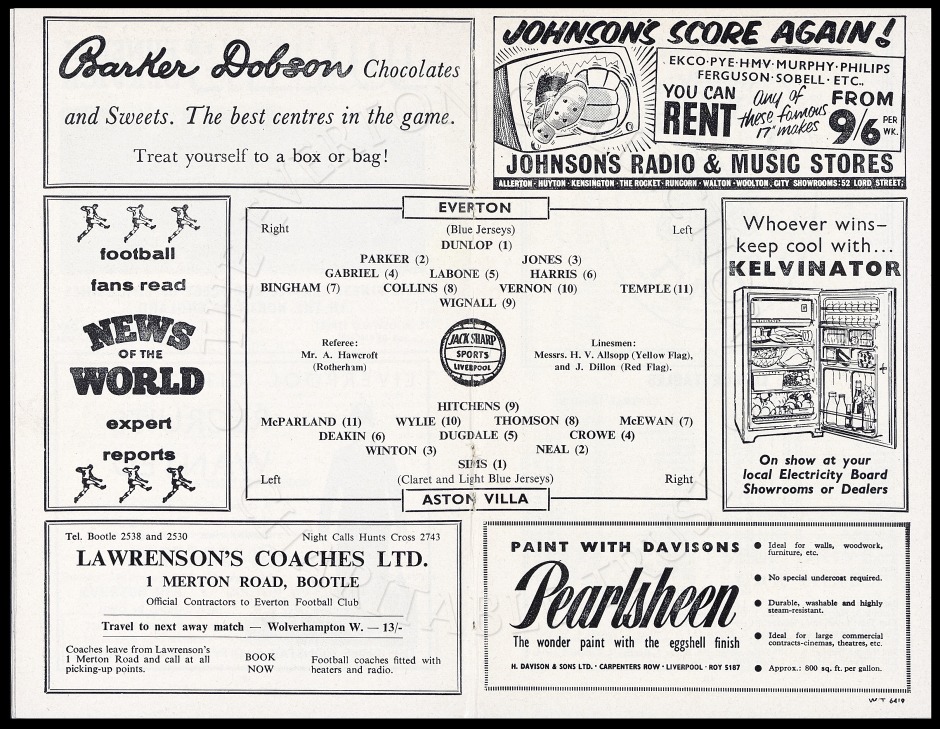 Barker Dobson Chocolates
and Sweets. The best centres in the game.
Treat yourself to a box or bag!
JOHNSON'S SCORE AGAIN!
EKCO·PYE·HMV·MURPHY·PHILIPS
FERGUSON·SOBELL·ETC.,
YOU CAN
RENT
any of
these famous
17" makes
FROM
9/6 PER
WK.
JOHNSON'S RADIO & MUSIC STORES
ALLERTON·HUYTON·KENSINGTON·THE ROCKET·RUNCORN·WALTON·WOOLTON, CITY SHOWROOMS: 52 LORD STREET,
football
fans read
NEWS
OF THE
WORLD
expert
reports
EVERTON
Right (Blue Jerseys) Left
DUNLOP (1)
PARKER (2) JONES (3)
GABRIEL (4) LABONE (5) HARRIS (6)
BINGHAM (7) COLLINS (8) VERNON (10) TEMPLE (11)
WIGNALL (9)
Referee:
Mr. A. Hawcroft
(Rotherham)
JACK SHARP
SPORTS
LIVERPOOL
Linesmen:
Messrs. H. V. Allsopp (Yellow Flag),
and J. Dillon (Red Flag).
HITCHENS (9)
McPARLAND (11) WYLIE (10) THOMSON (8) McEWAN (7)
DEAKIN (6) DUGDALE (5) CROWE (4)
WINTON (3) NEAL (2)
SIMS (1)
Left (Claret and Light Blue Jerseys) Right
ASTON VILLA
Whoever wins–
keep cool with...
KELVINATOR
On show at your
local Electricity Board
Showrooms or Dealers
Tel. Bootle 2538 and 2530 Night Calls Hunts Cross 2743
LAWRENSON'S COACHES LTD.
1 MERTON ROAD, BOOTLE
Official Contractors to Everton Football Club
Travel to next away match — Wolverhampton W. — 13/-
Coaches leave from Lawrenson's
1 Merton Road and call at all
picking-up points.
BOOK
NOW
Football coaches fitted with
heaters and radio.
PAINT WITH DAVISONS
Pearlsheen
The wonder paint with the eggshell finish
H. DAVISON & SONS LTD. · CARPENTERS ROW · LIVERPOOL · ROY 5187
● Ideal for walls, woodwork,
furniture, etc.
● No special undercoat required.
● Durable, washable and highly
steam-resistant.
● Ideal for large commercial
contracts-cinemas, theatres, etc.
● Approx.: 800 sq. ft. per gallon.
W T 6419